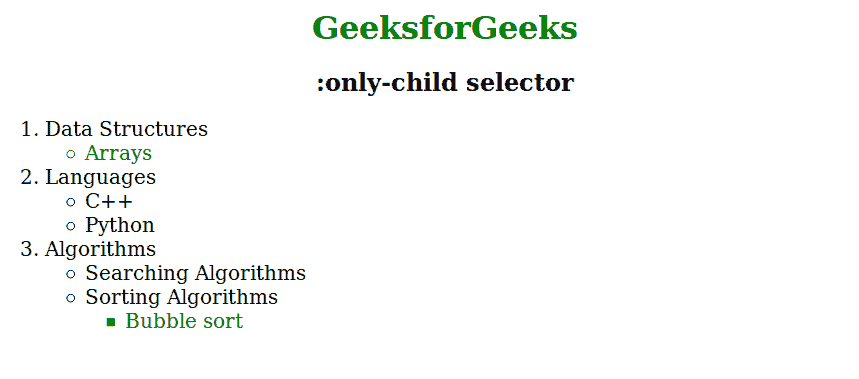 GeeksforGeeks
:only-child selector
1. Data Structures
Arrays
2. Languages
C++
Python
3. Algorithms
Searching Algorithms
Sorting Algorithms
Bubble sort